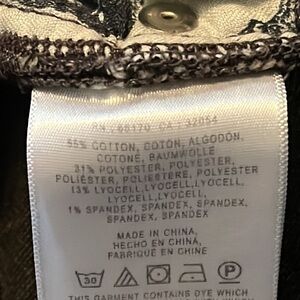 RN 66170 CA 32054
55% COTTON, COTON, ALGODON,
COTONE, BAUMWOLLE
31% POLYESTER, POLYESTER,
POLIÉSTER, POLIESTERE, POLYESTER
13% LYOCELL,LYOCELL,LYOCELL,
LYOCELL,LYOCELL
1% SPANDEX, SPANDEX, SPANDEX,
SPANDEX, SPANDEX
MADE IN CHINA,
HECHO EN CHINA,
FABRIQUE EN CHINE
30 P
THIS GARMENT CONTAINS DYE WHICH